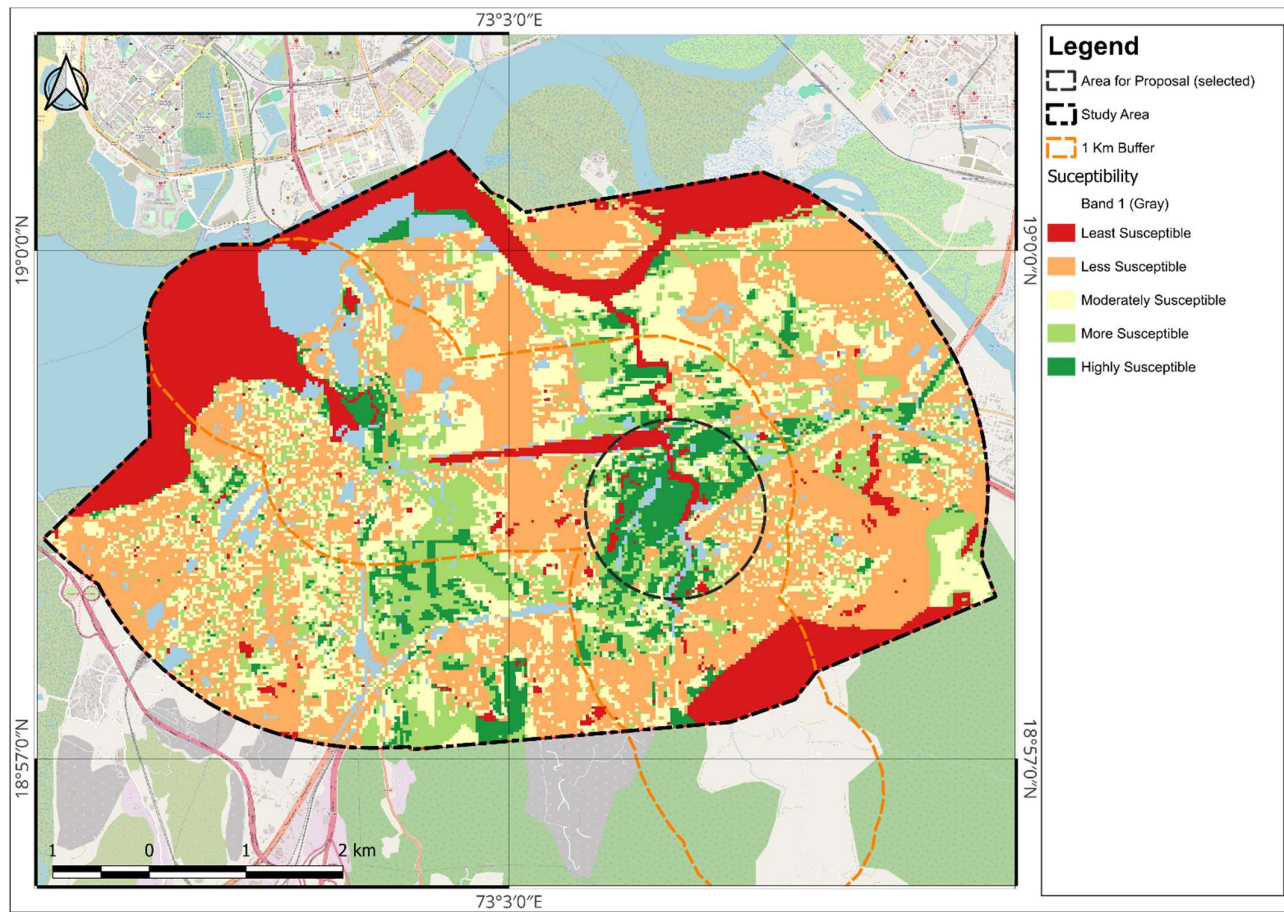 73°3′0″E
Legend
Area for Proposal (selected)
Study Area
1 Km Buffer
Suceptibility
Band 1 (Gray)
Least Susceptible
Less Susceptible
Moderately Susceptible
More Susceptible
Highly Susceptible
19°0′0″N
19°0′0″N
18°57′0″N
18°57′0″N
1 0 1 2 km
73°3′0″E